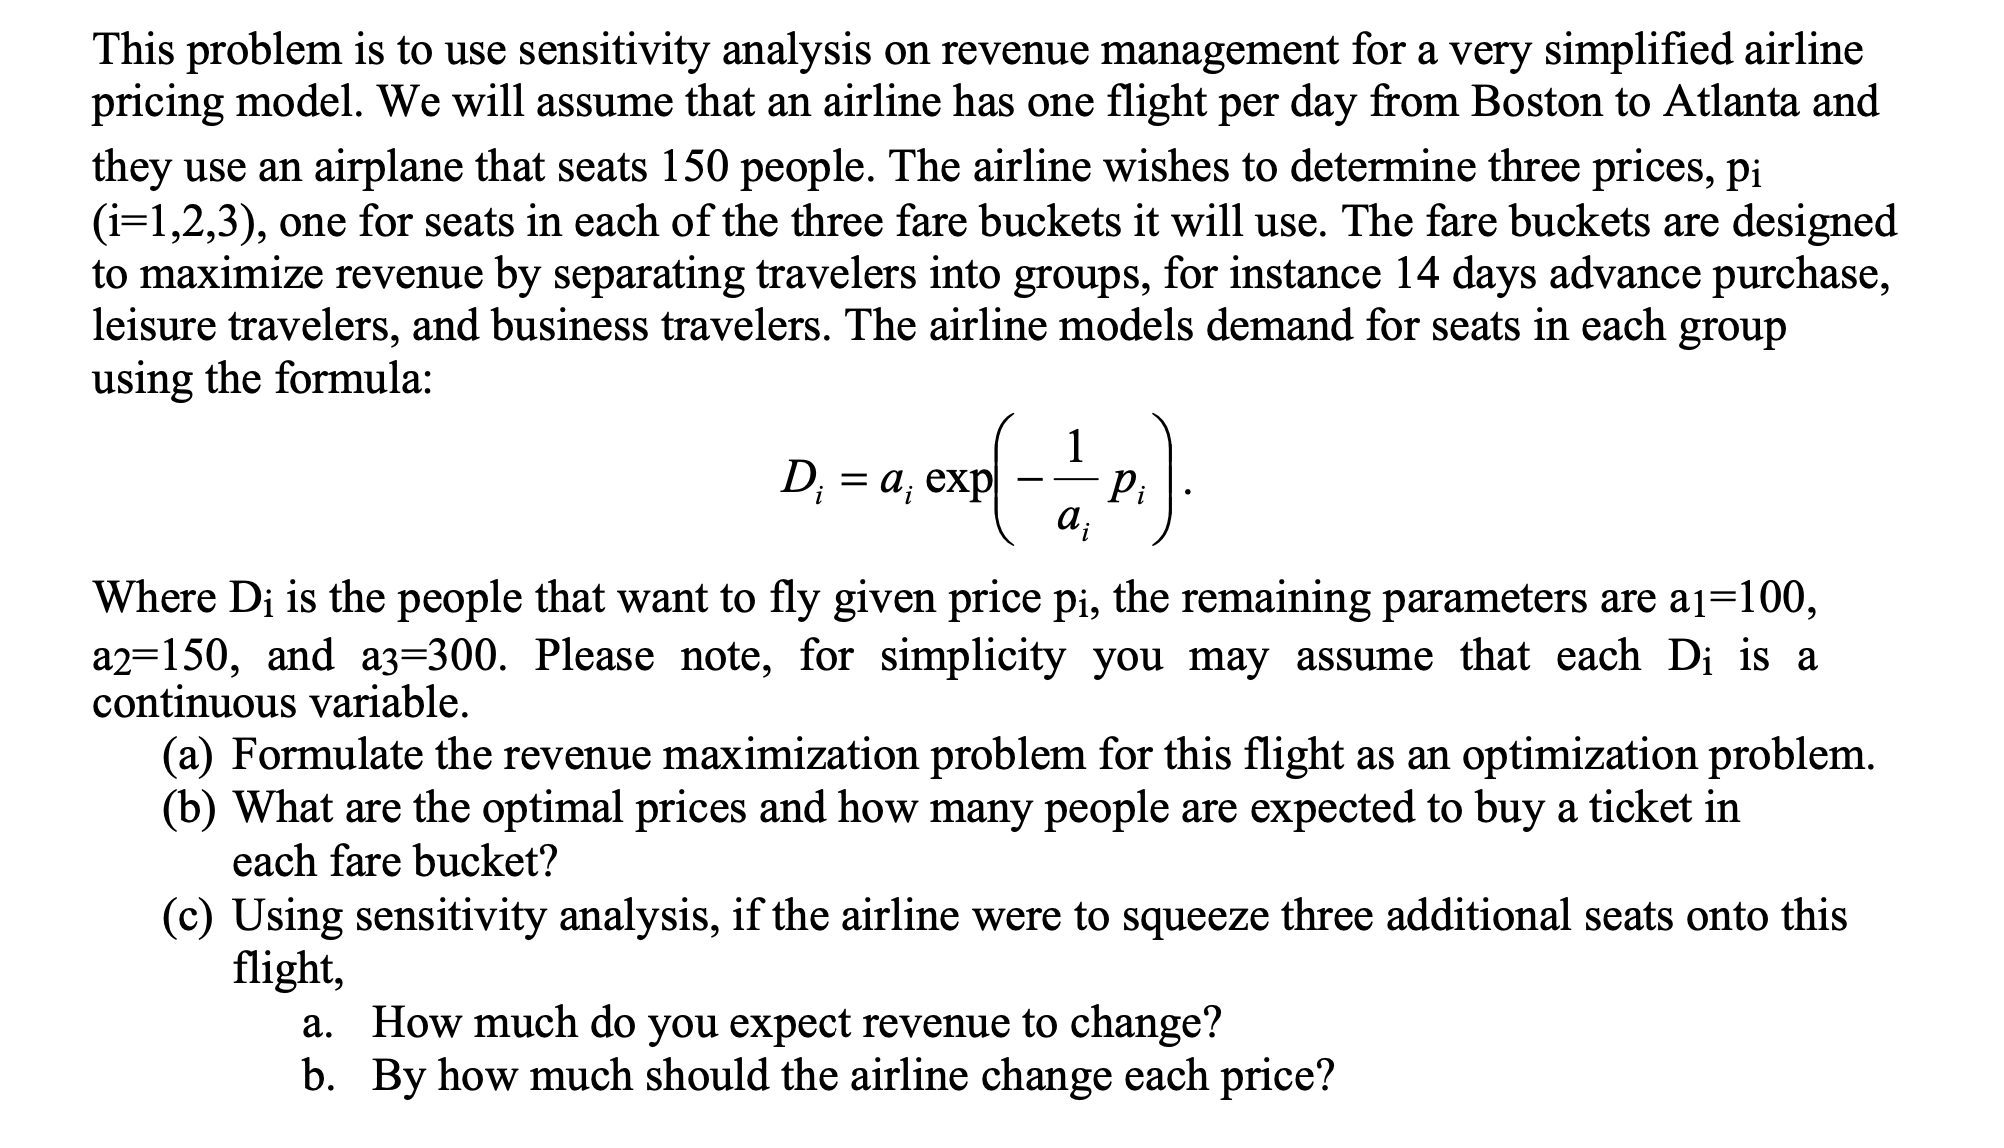 This problem is to use sensitivity analysis on revenue management for a very simplified airline
pricing model. We will assume that an airline has one flight per day from Boston to Atlanta and
they use an airplane that seats 150 people. The airline wishes to determine three prices, pi
(i=1,2,3), one for seats in each of the three fare buckets it will use. The fare buckets are designed
to maximize revenue by separating travelers into groups, for instance 14 days advance purchase,
leisure travelers, and business travelers. The airline models demand for seats in each group
using the formula:
D_i = a_i exp(− 1/a_i p_i).
Where Di is the people that want to fly given price pi, the remaining parameters are a1=100,
a2=150, and a3=300. Please note, for simplicity you may assume that each Di is a
continuous variable.
(a) Formulate the revenue maximization problem for this flight as an optimization problem.
(b) What are the optimal prices and how many people are expected to buy a ticket in
each fare bucket?
(c) Using sensitivity analysis, if the airline were to squeeze three additional seats onto this
flight,
a. How much do you expect revenue to change?
b. By how much should the airline change each price?